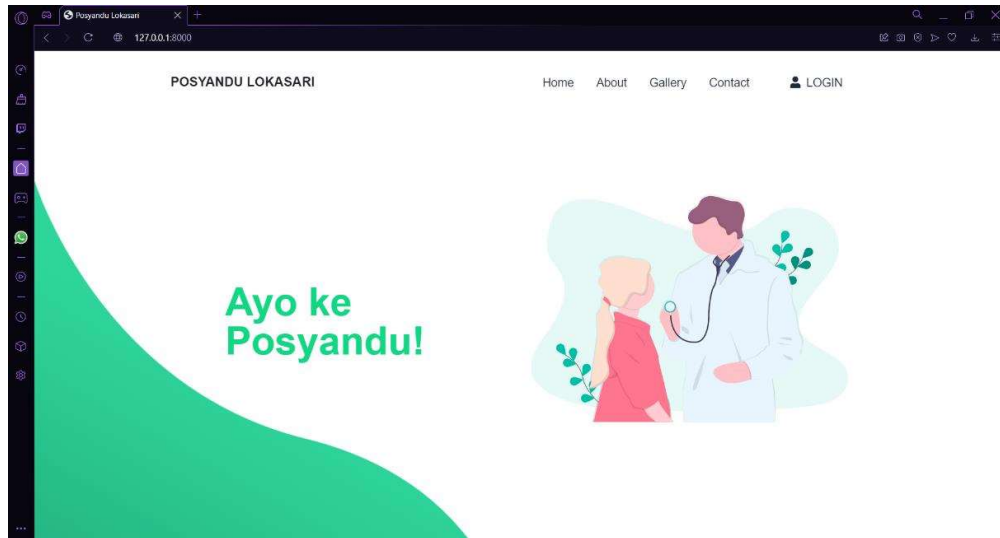 Posyandu Lokasari
127.0.0.1:8000
POSYANDU LOKASARI
Home About Gallery Contact LOGIN
Ayo ke
Posyandu!